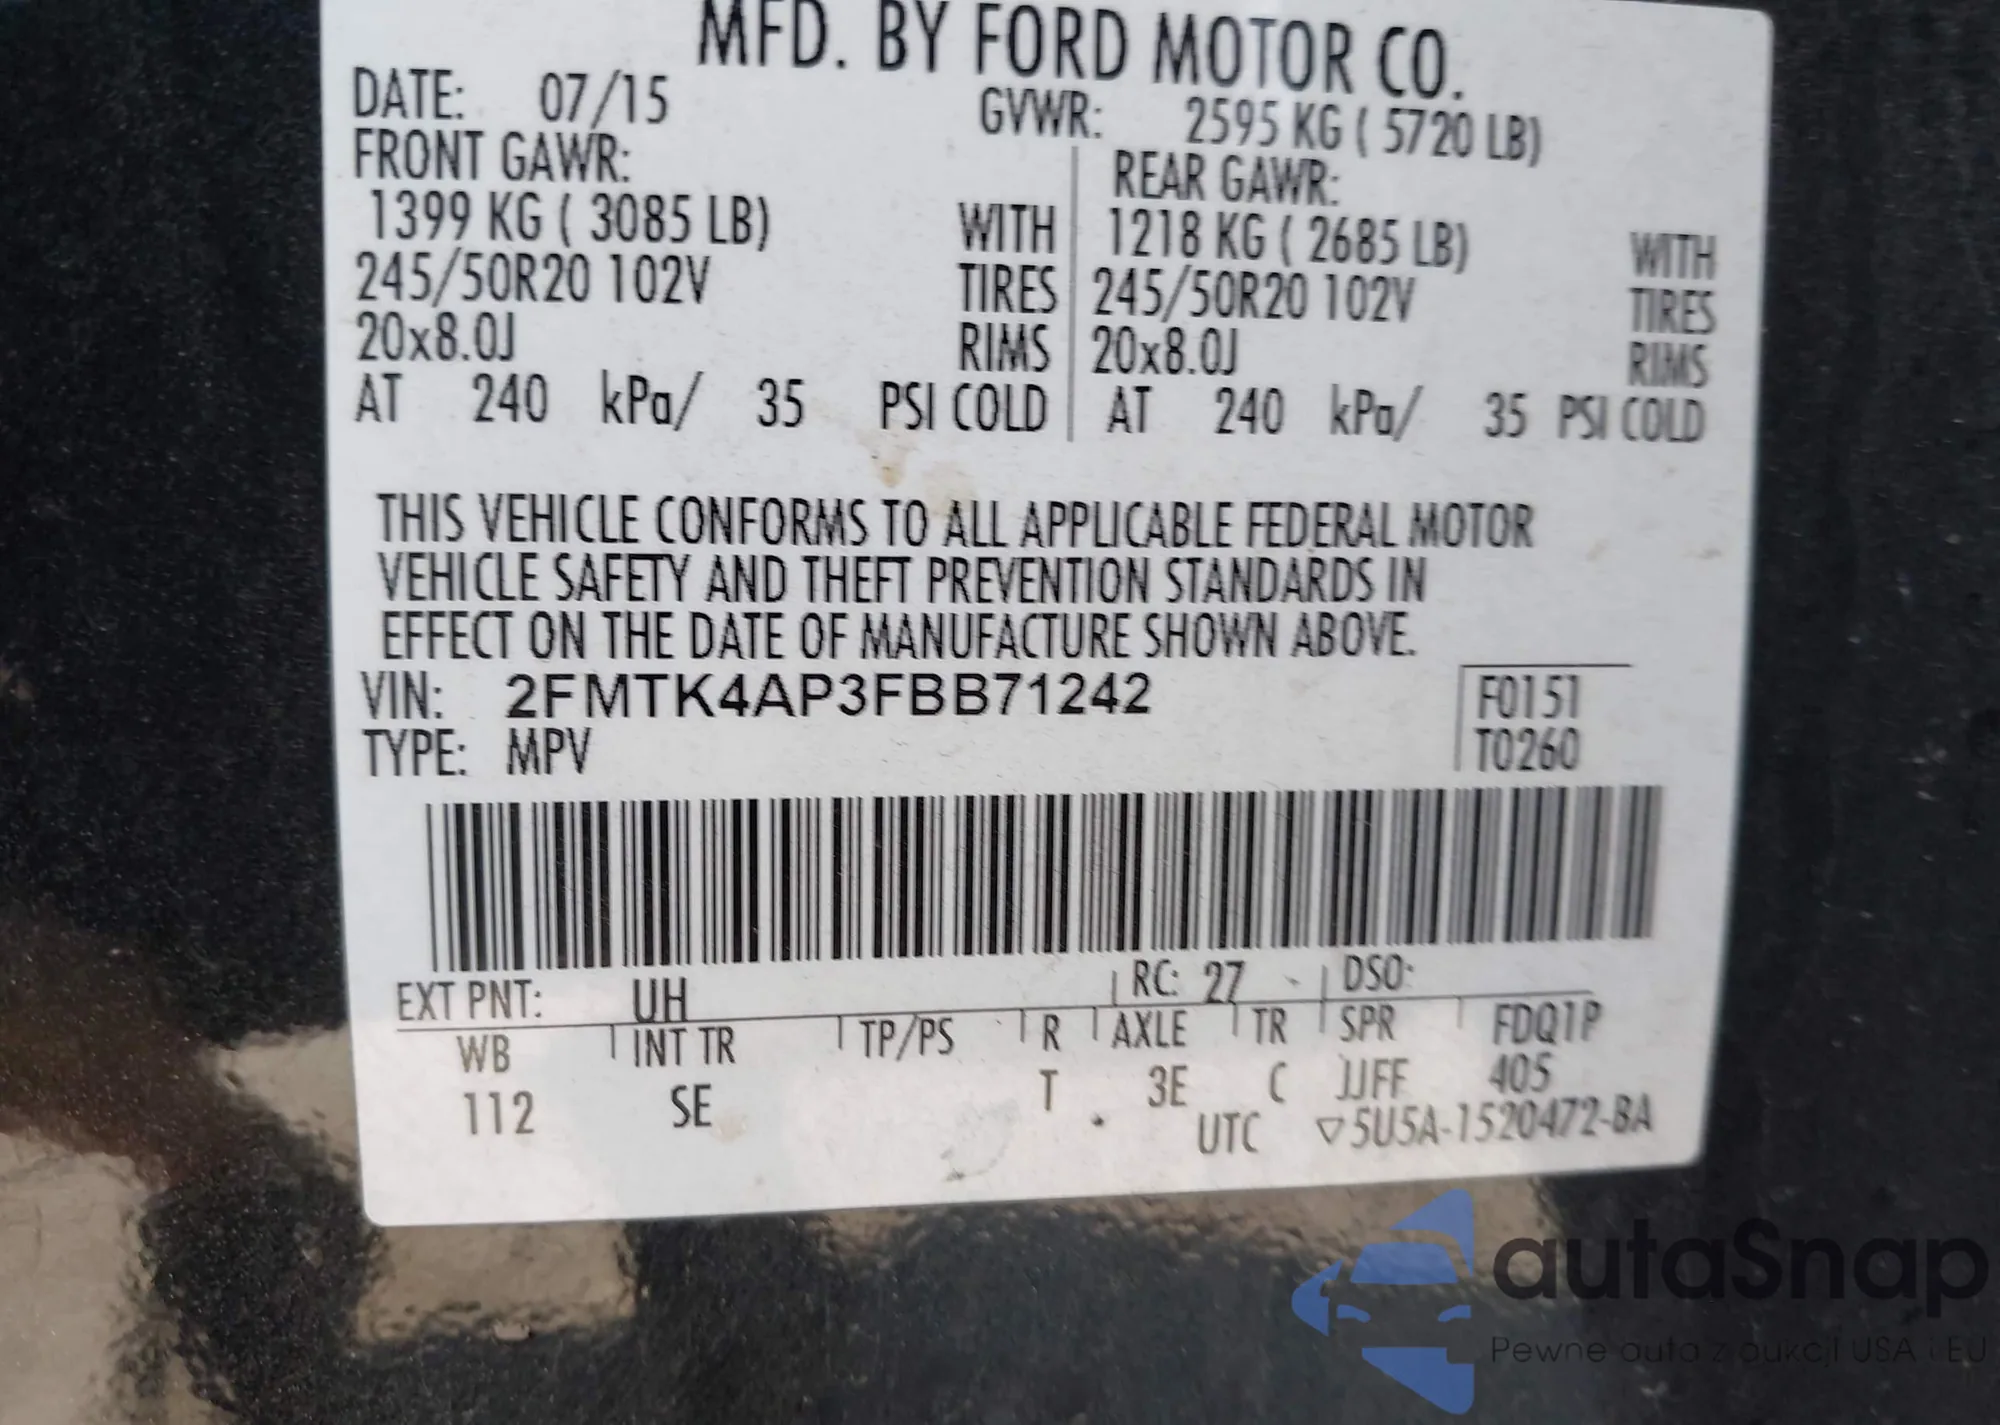 MFD. BY FORD MOTOR CO.
DATE: 07/15 GVWR: 2595 KG ( 5720 LB)
FRONT GAWR: REAR GAWR:
1399 KG ( 3085 LB) WITH 1218 KG ( 2685 LB) WITH
245/50R20 102V TIRES 245/50R20 102V TIRES
20x8.0J RIMS 20x8.0J RIMS
AT 240 kPa/ 35 PSI COLD AT 240 kPa/ 35 PSI COLD
THIS VEHICLE CONFORMS TO ALL APPLICABLE FEDERAL MOTOR
VEHICLE SAFETY AND THEFT PREVENTION STANDARDS IN
EFFECT ON THE DATE OF MANUFACTURE SHOWN ABOVE.
VIN: 2FMTK4AP3FBB71242 F0151
TYPE: MPV T0260
EXT PNT: UH RC: 27 DSO:
WB INT TR TP/PS R AXLE TR SPR FDQ1P
112 SE T 3E C JJFF 405
UTC ▽5U5A-1520472-BA
autaSnap
Pewne auta z aukcji USA i EU